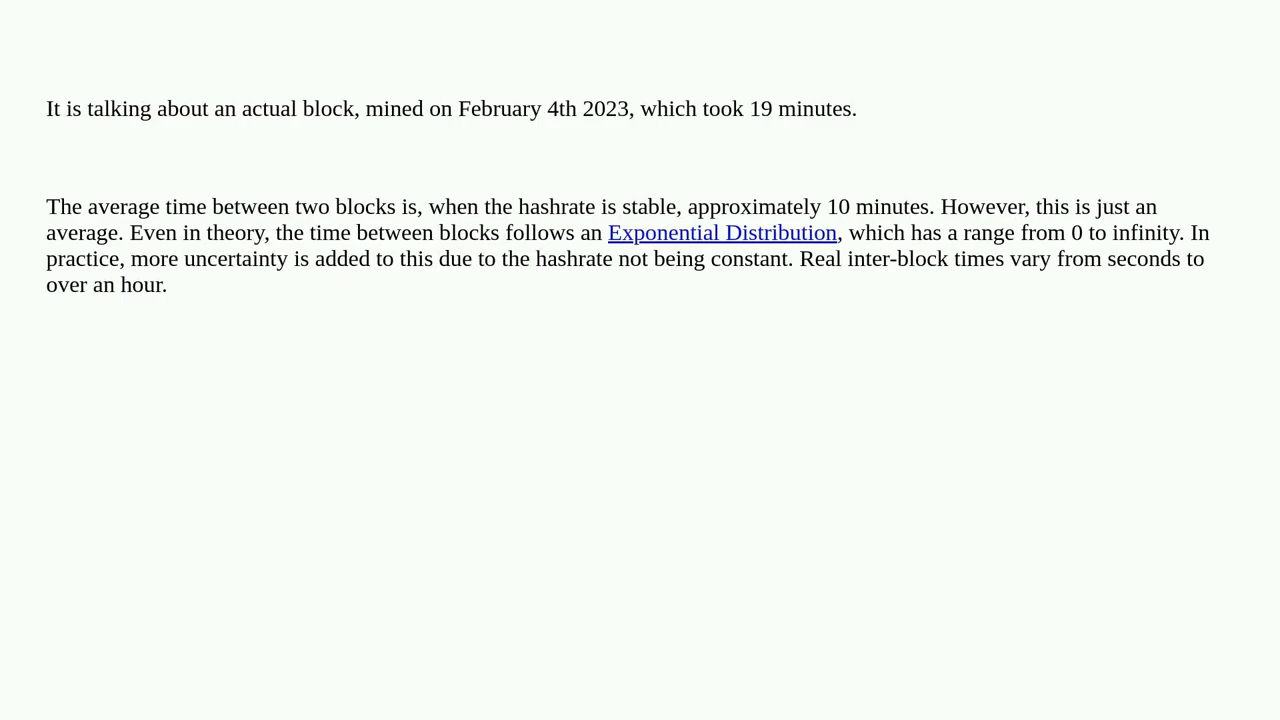 It is talking about an actual block, mined on February 4th 2023, which took 19 minutes.
The average time between two blocks is, when the hashrate is stable, approximately 10 minutes. However, this is just an
average. Even in theory, the time between blocks follows an Exponential Distribution, which has a range from 0 to infinity. In
practice, more uncertainty is added to this due to the hashrate not being constant. Real inter-block times vary from seconds to
over an hour.